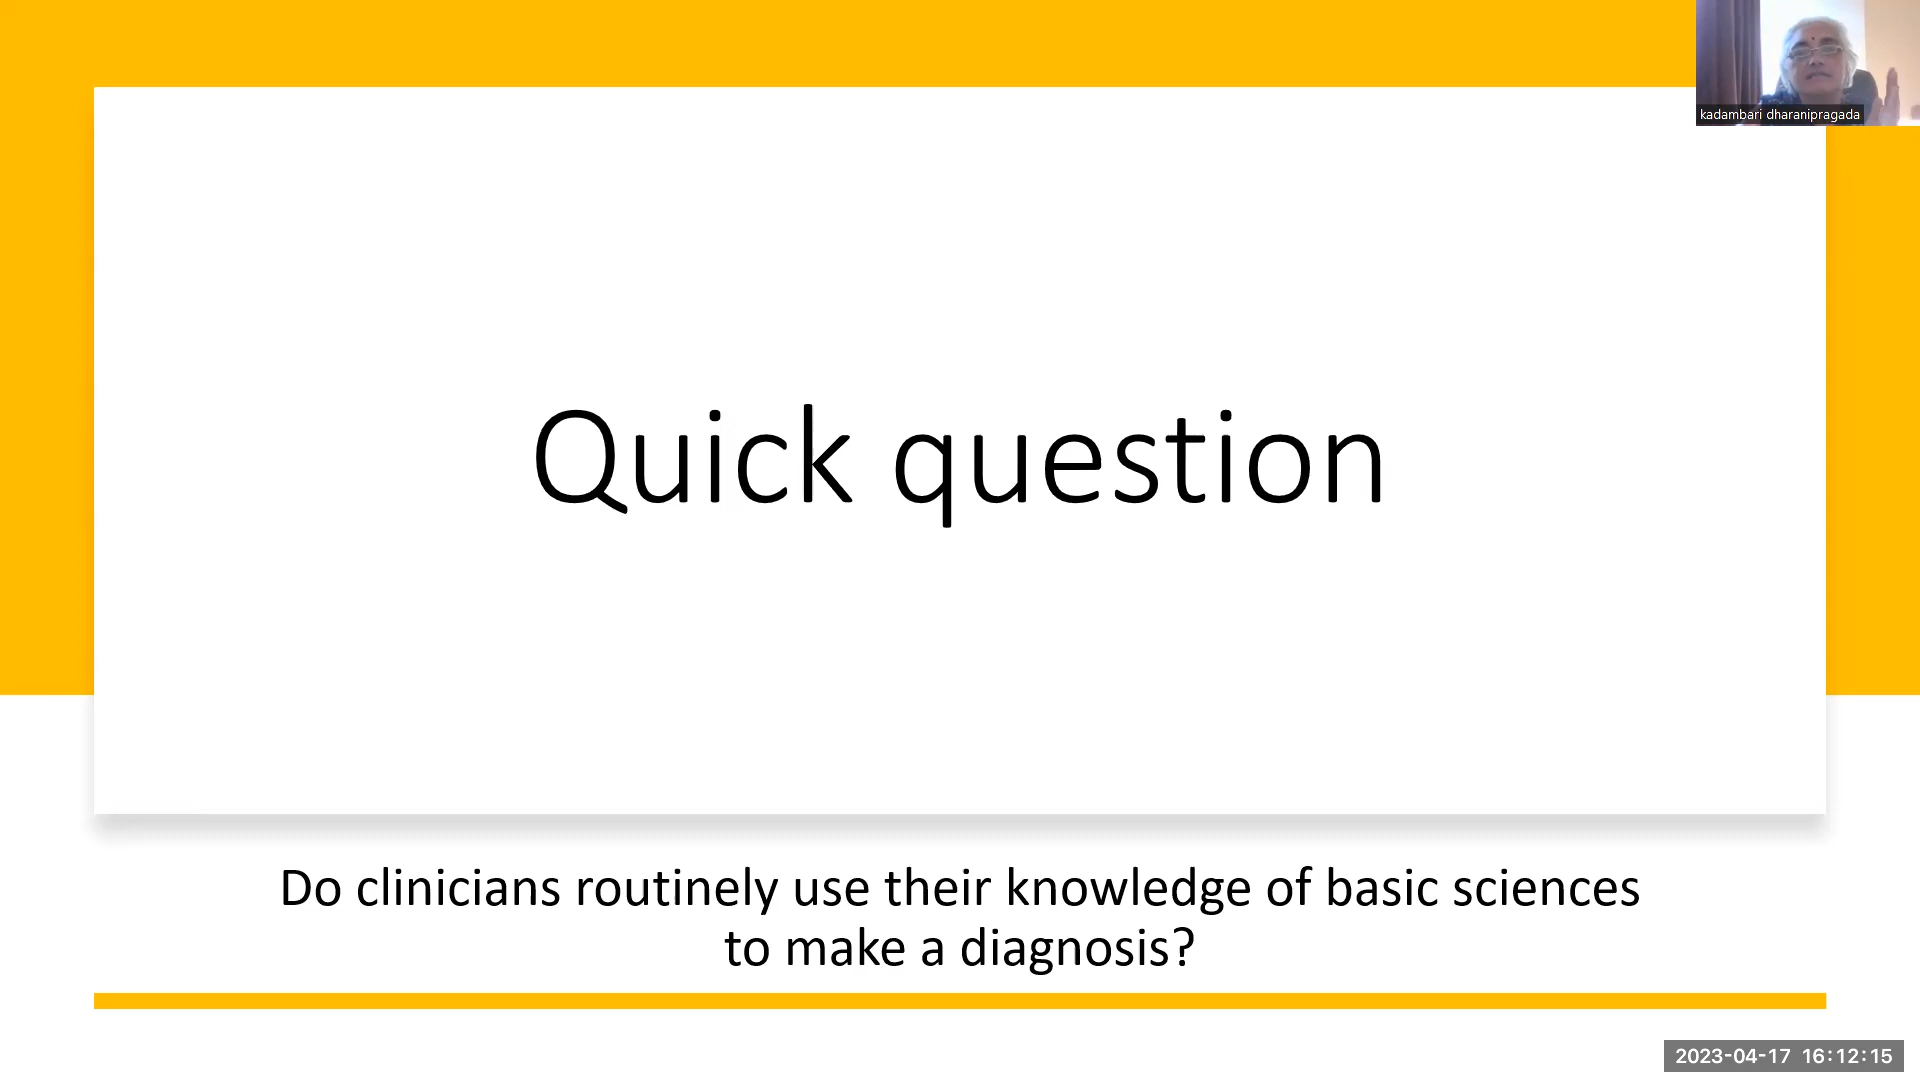 kadambari dharanipragada
Quick question
Do clinicians routinely use their knowledge of basic sciences
to make a diagnosis?
2023-04-17 16:12:15